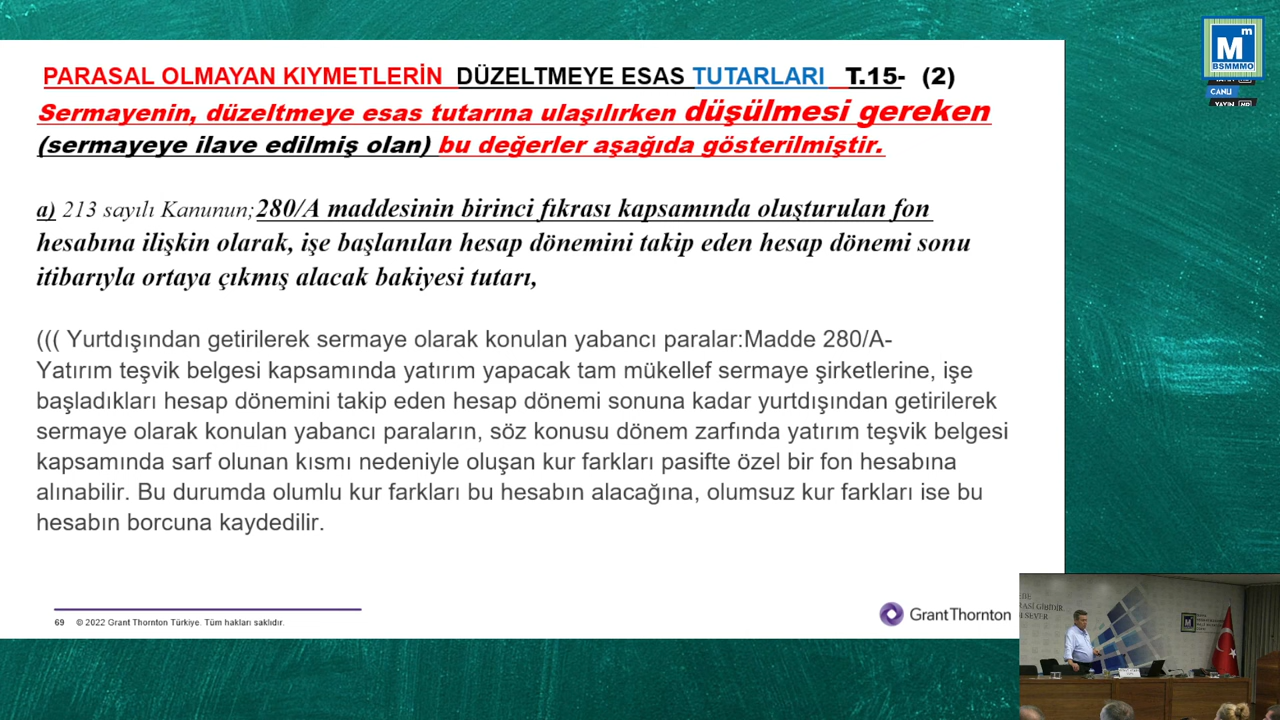 PARASAL OLMAYAN KIYMETLERİN DÜZELTMEYE ESAS TUTARLARI T.15- (2)
Sermayenin, düzeltmeye esas tutarına ulaşılırken düşülmesi gereken
(sermayeye ilave edilmiş olan) bu değerler aşağıda gösterilmiştir.
a) 213 sayılı Kanunun;280/A maddesinin birinci fıkrası kapsamında oluşturulan fon
hesabına ilişkin olarak, işe başlanılan hesap dönemini takip eden hesap dönemi sonu
itibarıyla ortaya çıkmış alacak bakiyesi tutarı,
((( Yurtdışından getirilerek sermaye olarak konulan yabancı paralar:Madde 280/A-
Yatırım teşvik belgesi kapsamında yatırım yapacak tam mükellef sermaye şirketlerine, işe
başladıkları hesap dönemini takip eden hesap dönemi sonuna kadar yurtdışından getirilerek
sermaye olarak konulan yabancı paraların, söz konusu dönem zarfında yatırım teşvik belgesi
kapsamında sarf olunan kısmı nedeniyle oluşan kur farkları pasifte özel bir fon hesabına
alınabilir. Bu durumda olumlu kur farkları bu hesabın alacağına, olumsuz kur farkları ise bu
hesabın borcuna kaydedilir.
69 © 2022 Grant Thornton Türkiye. Tüm hakları saklıdır.
GrantThornton
Mm
BSMMMO
CANLI
YAYIN